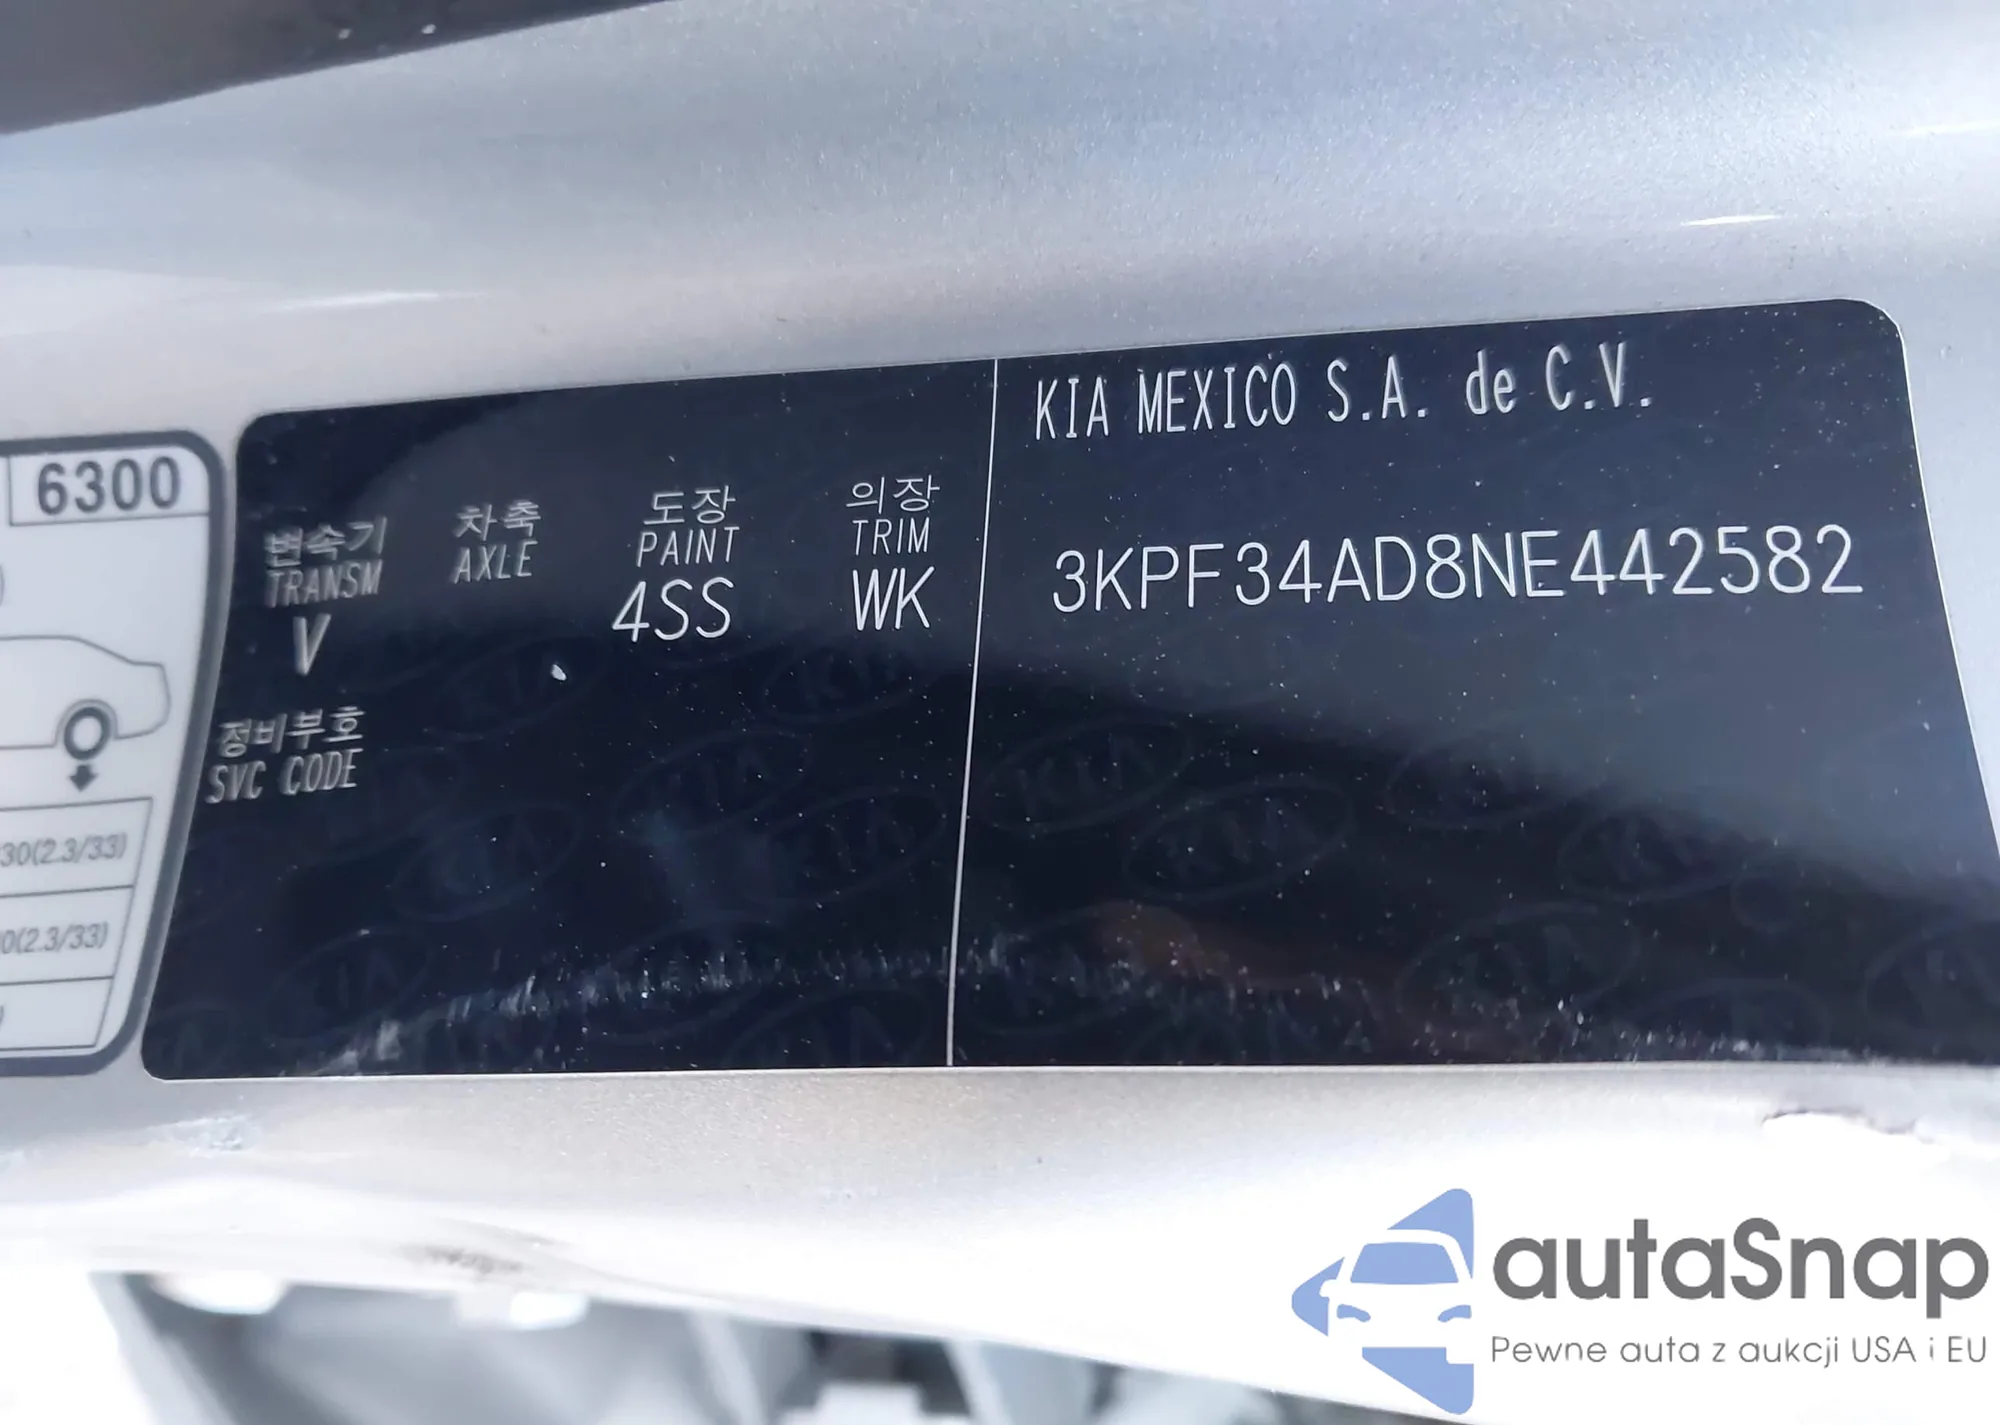 6300
30(2.3/33)
0(2.3/33)
변속기 차축 도장 의장
TRANSM AXLE PAINT TRIM
V 4SS WK
정비부호
SVC CODE
KIA MEXICO S.A. de C.V.
3KPF34AD8NE442582
autaSnap
Pewne auta z aukcji USA i EU